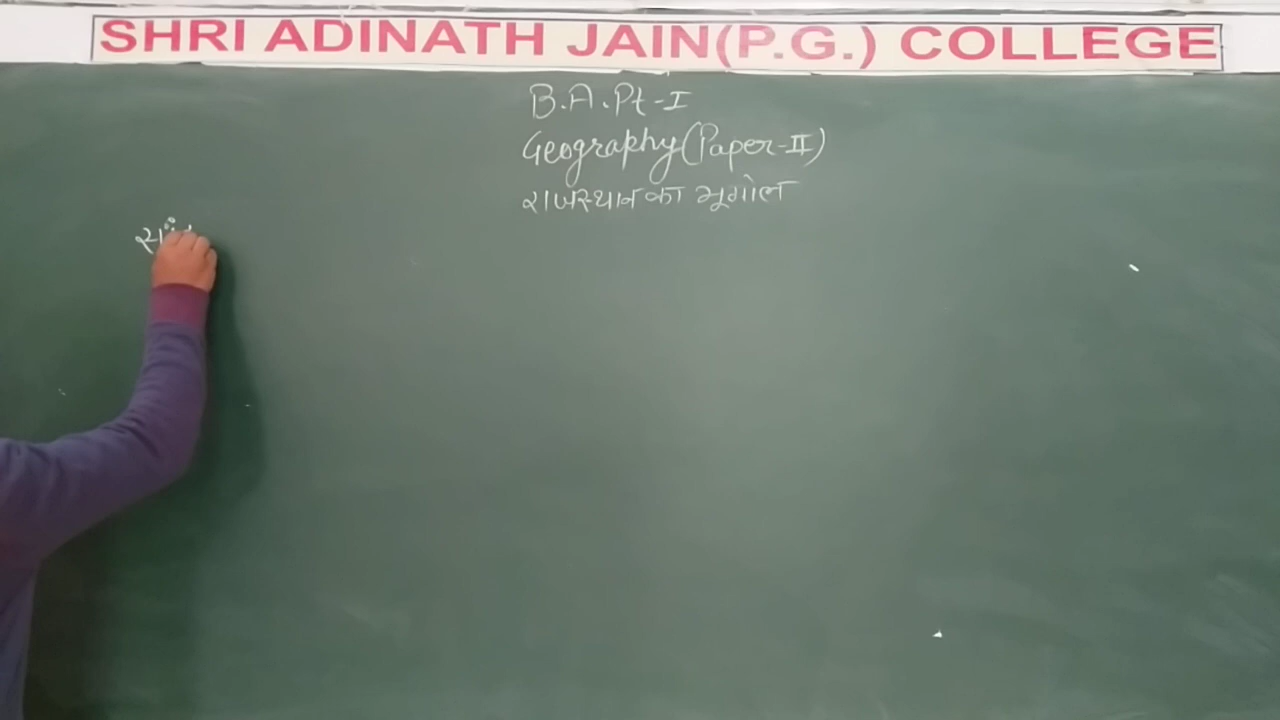 SHRI ADINATH JAIN(P.G.) COLLEGE
B.A.Pt-I
Geography(Paper-II)
राजस्थान का भूगोल